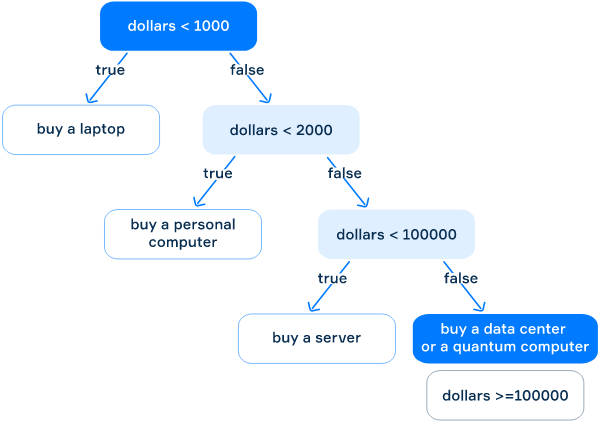 dollars < 1000
true
false
buy a laptop
dollars < 2000
true
false
buy a personal
computer
dollars < 100000
true
false
buy a server
buy a data center
or a quantum computer
dollars >=100000